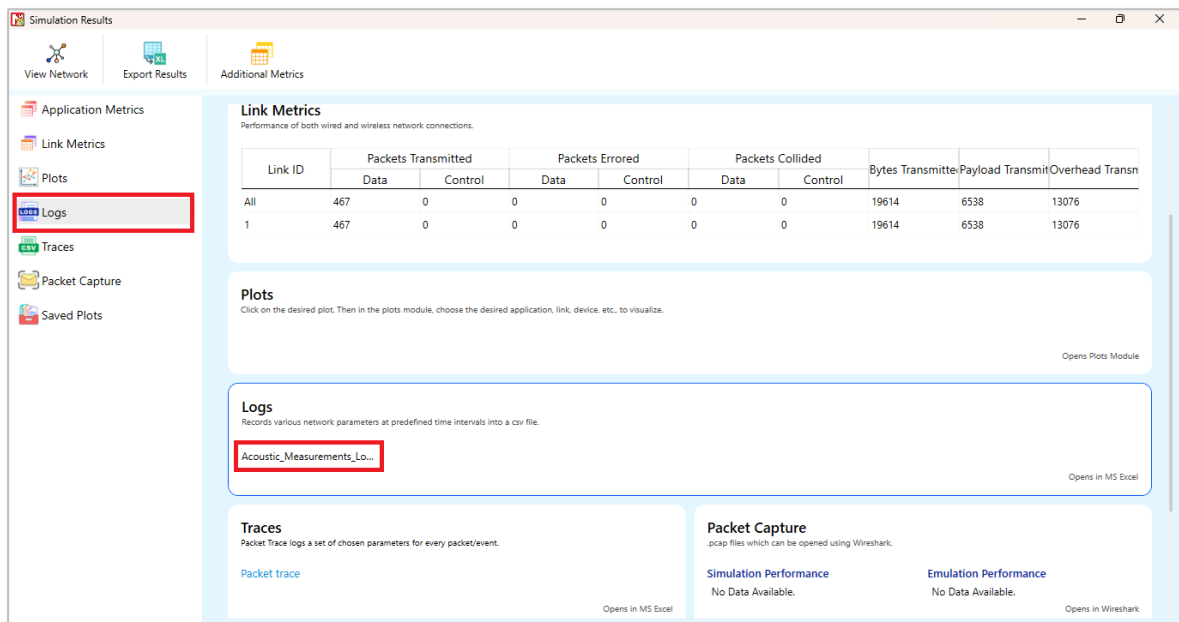 Simulation Results
View Network
Export Results
Additional Metrics
Application Metrics
Link Metrics
Plots
Logs
Traces
Packet Capture
Saved Plots
Link Metrics
Performance of both wired and wireless network connections.
Link ID Packets Transmitted Packets Errored Packets Collided Bytes Transmitte Payload Transmit Overhead Transm
Data Control Data Control Data Control
All 467 0 0 0 0 0 19614 6538 13076
1 467 0 0 0 0 0 19614 6538 13076
Plots
Click on the desired plot. Then in the plots module, choose the desired application, link, device, etc., to visualize.
Opens Plots Module
Logs
Records various network parameters at predefined time intervals into a csv file.
Acoustic_Measurements_Lo...
Opens in MS Excel
Traces
Packet Trace logs a set of chosen parameters for every packet/event.
Packet trace
Opens in MS Excel
Packet Capture
.pcap files which can be opened using Wireshark.
Simulation Performance Emulation Performance
No Data Available. No Data Available.
Opens in Wireshark